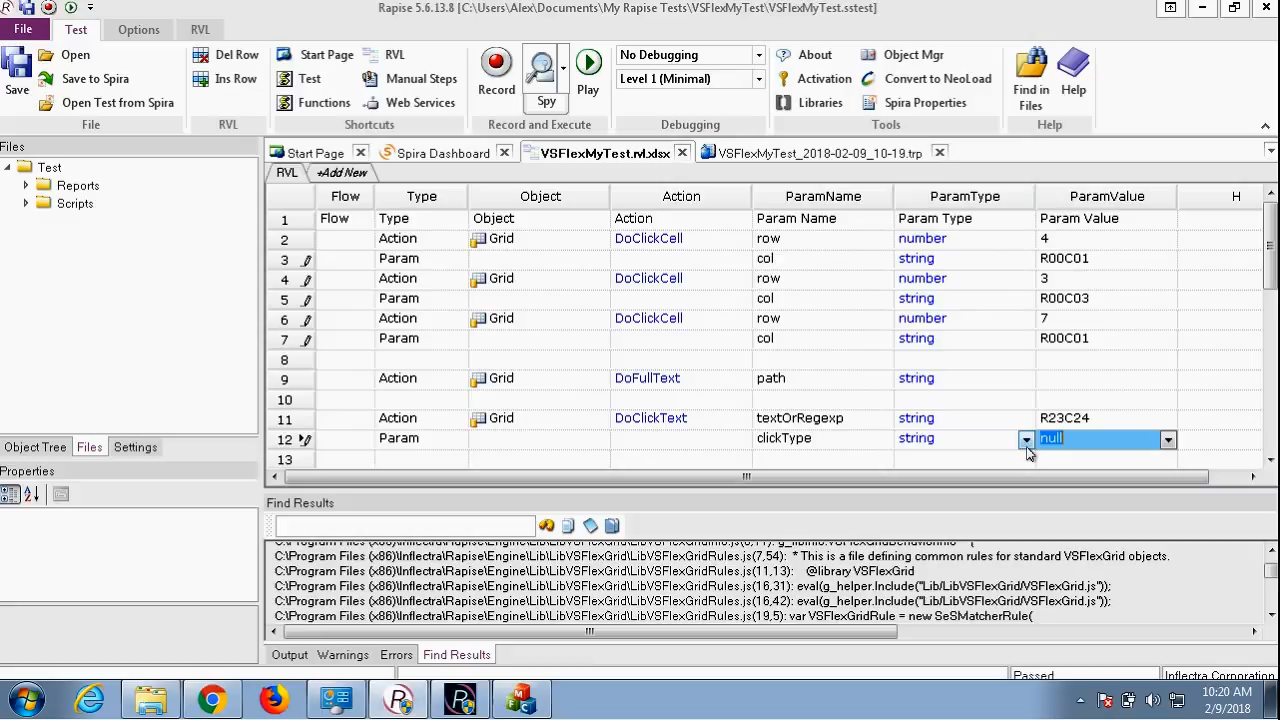 Rapise 5.6.13.8 [C:\Users\Alex\Documents\My Rapise Tests\VSFlexMyTest\VSFlexMyTest.sstest]
File Test Options RVL
Save
Open
Save to Spira
Open Test from Spira
File
Del Row
Ins Row
RVL
Start Page RVL
Test Manual Steps
Functions Web Services
Shortcuts
Record Spy Play
Record and Execute
No Debugging
Level 1 (Minimal)
Debugging
About Object Mgr
Activation Convert to NeoLoad
Libraries Spira Properties
Tools
Find in Files Help
Help
Files
Test
Reports
Scripts
Object Tree Files Settings
Properties
Start Page Spira Dashboard VSFlexMyTest.rvl.xlsx VSFlexMyTest_2018-02-09_10-19.trp
RVL +Add New
Flow Type Object Action ParamName ParamType ParamValue H
1 Flow Type Object Action Param Name Param Type Param Value
2 Action Grid DoClickCell row number 4
3 Param col string R00C01
4 Action Grid DoClickCell row number 3
5 Param col string R00C03
6 Action Grid DoClickCell row number 7
7 Param col string R00C01
8
9 Action Grid DoFullText path string
10
11 Action Grid DoClickText textOrRegexp string R23C24
12 Param clickType string null
13
Find Results
C:\Program Files (x86)\Inflectra\Rapise\Engine\Lib\LibVSFlexGrid\LibVSFlexGridRules.js(7,54): * This is a file defining common rules for standard VSFlexGrid objects.
C:\Program Files (x86)\Inflectra\Rapise\Engine\Lib\LibVSFlexGrid\LibVSFlexGridRules.js(11,13): @library VSFlexGrid
C:\Program Files (x86)\Inflectra\Rapise\Engine\Lib\LibVSFlexGrid\LibVSFlexGridRules.js(16,31): eval(g_helper.Include("Lib/LibVSFlexGrid/VSFlexGrid.js"));
C:\Program Files (x86)\Inflectra\Rapise\Engine\Lib\LibVSFlexGrid\LibVSFlexGridRules.js(16,42): eval(g_helper.Include("Lib/LibVSFlexGrid/VSFlexGrid.js"));
C:\Program Files (x86)\Inflectra\Rapise\Engine\Lib\LibVSFlexGrid\LibVSFlexGridRules.js(19,5): var VSFlexGridRule = new SeSMatcherRule(
Output Warnings Errors Find Results
Passed Inflectra Corporation
10:20 AM
2/9/2018